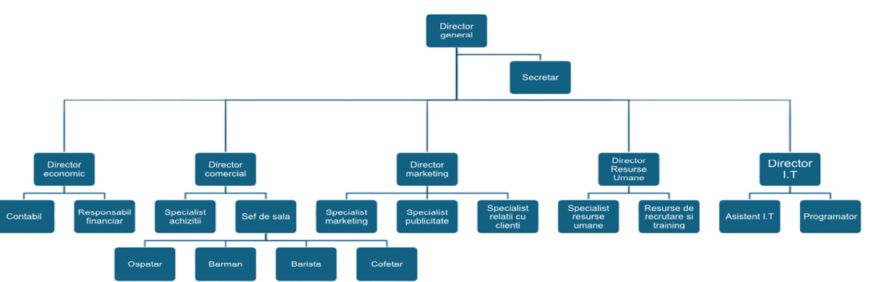 Director
general
Secretar
Director
economic
Director
comercial
Director
marketing
Director
Resurse
Umane
Director
I.T
Contabil
Responsabil
financiar
Specialist
achizitii
Sef de sala
Specialist
marketing
Specialist
publicitate
Specialist
relatii cu
clienti
Specialist
resurse
umane
Resurse de
recrutare si
training
Asistent I.T
Programator
Ospatar
Barman
Barista
Cofetar